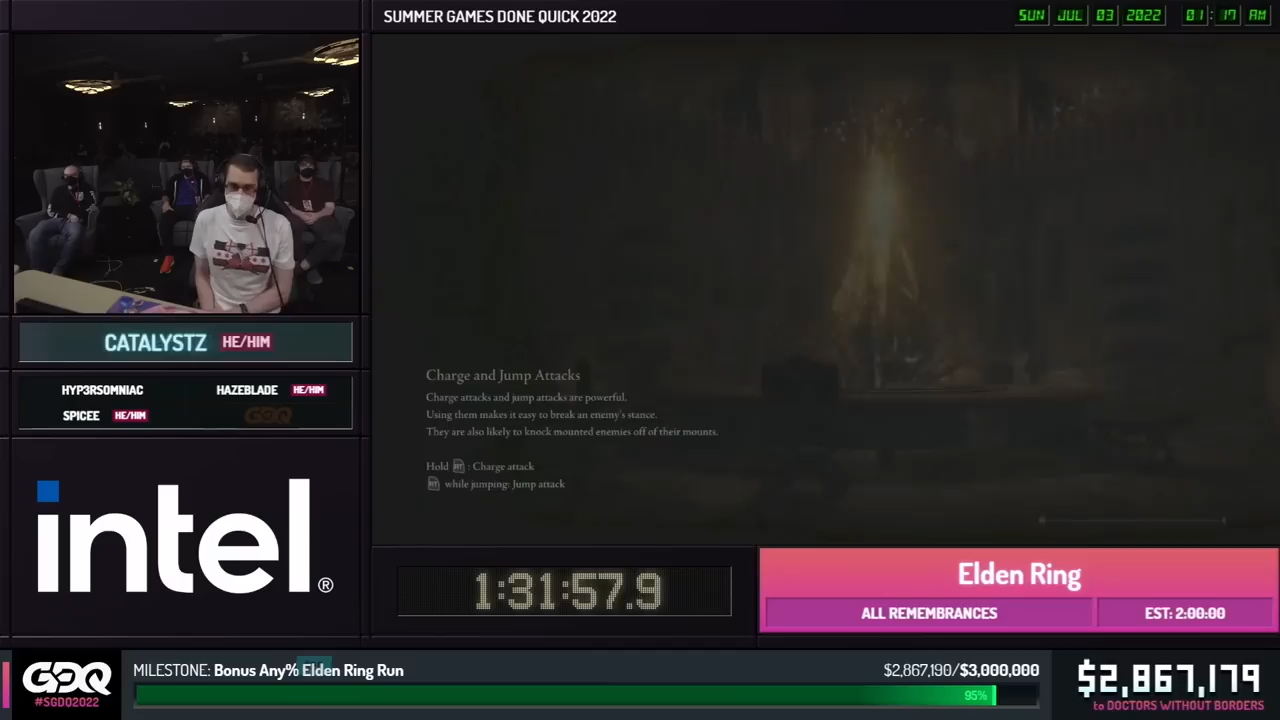 SUMMER GAMES DONE QUICK 2022
SUN JUL 03 2022 01:17 AM
CATALYSTZ HE/HIM
HYP3RSOMNIAC
HAZEBLADE HE/HIM
SPICEE HE/HIM
GDQ
intel®
Charge and Jump Attacks
Charge attacks and jump attacks are powerful.
Using them makes it easy to break an enemy's stance.
They are also likely to knock mounted enemies off of their mounts.
Hold RT : Charge attack
RT while jumping: Jump attack
1:31:57.9
Elden Ring
ALL REMEMBRANCES
EST: 2:00:00
GDQ
#SGDQ2022
MILESTONE: Bonus Any% Elden Ring Run
$2,867,190/$3,000,000
95%
$2,867,179
to DOCTORS WITHOUT BORDERS